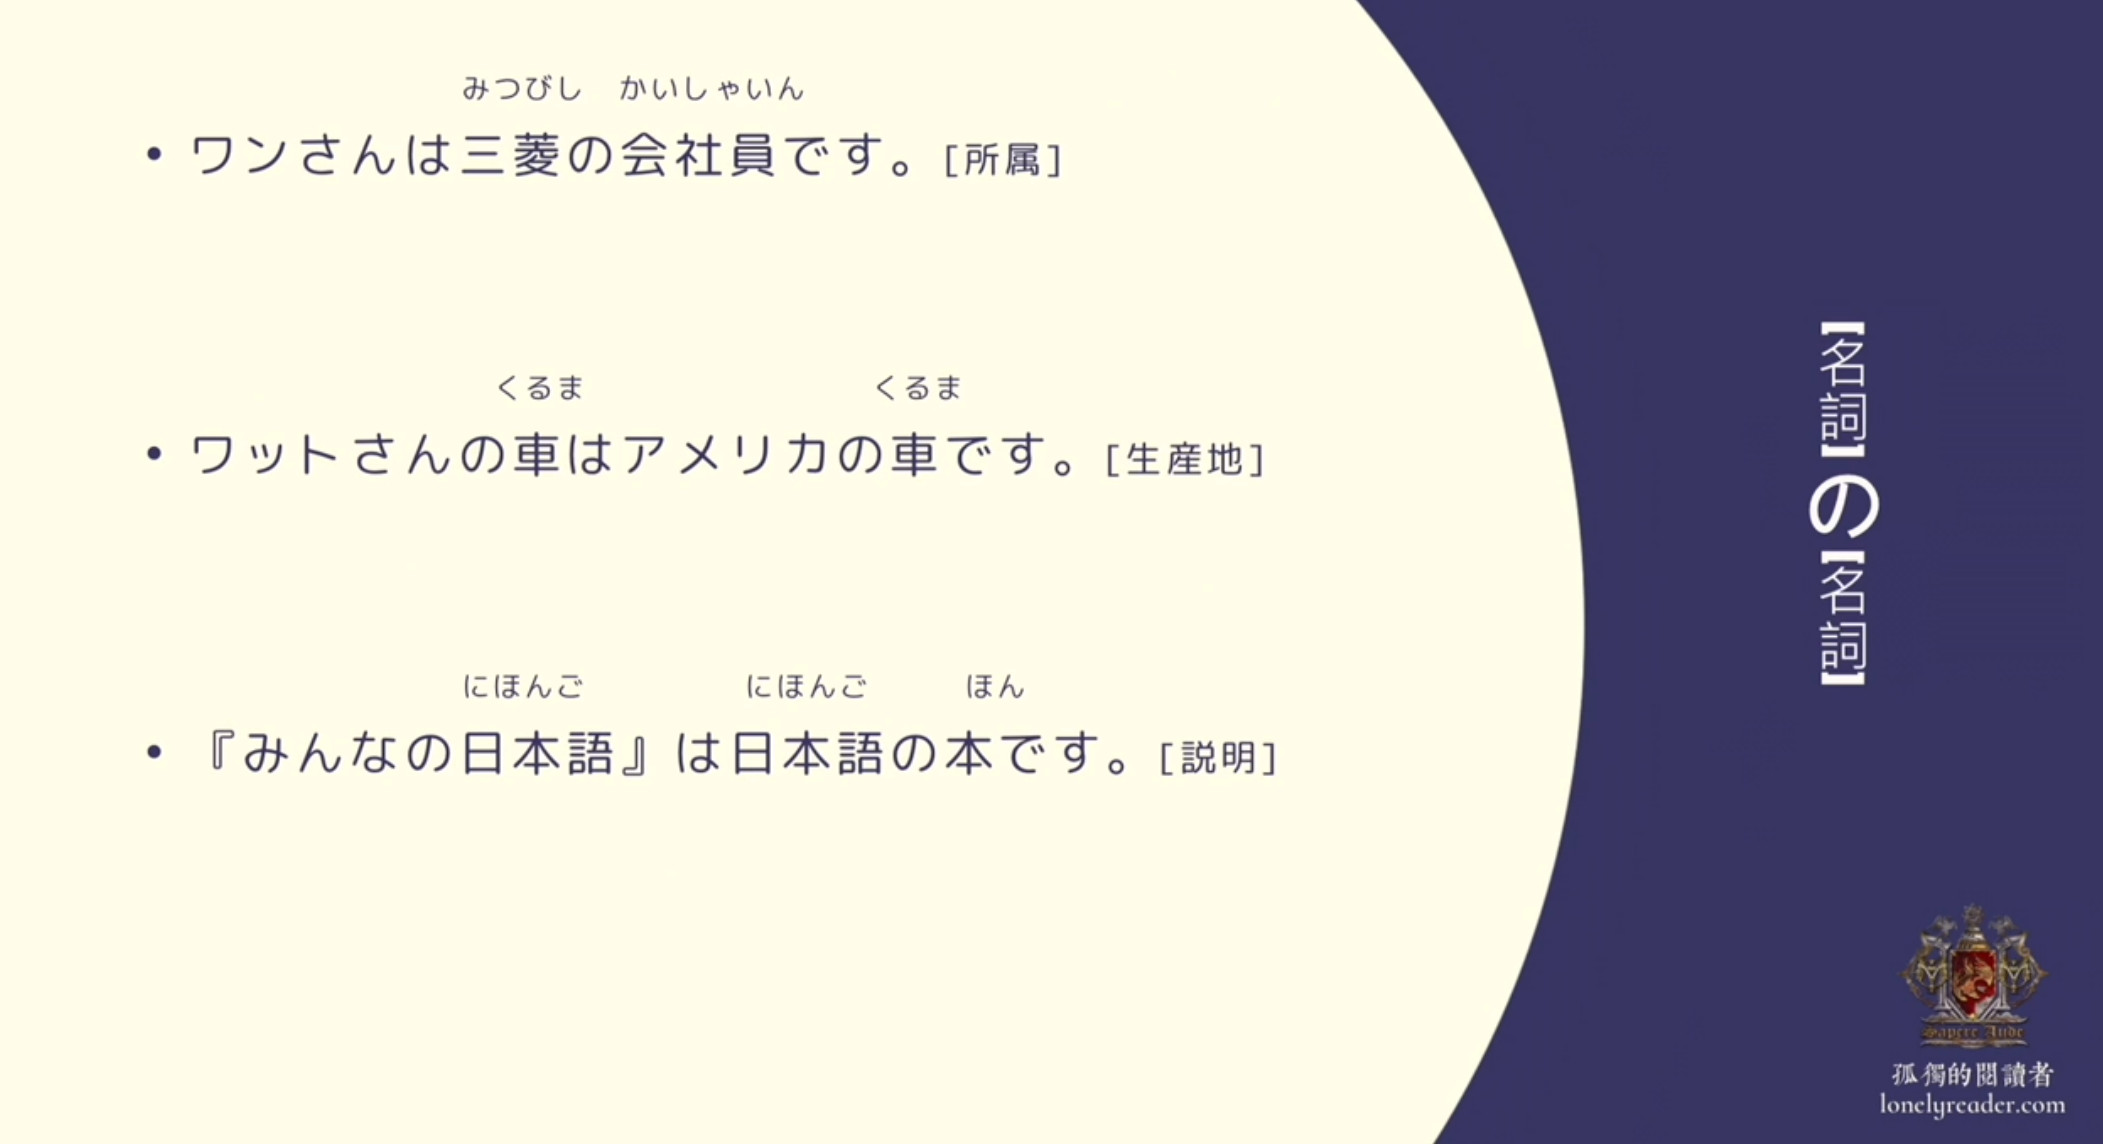 みつびし かいしゃいん
• ワンさんは三菱の会社員です。[所属]
くるま くるま
• ワットさんの車はアメリカの車です。[生産地]
にほんご にほんご ほん
• 『みんなの日本語』は日本語の本です。[説明]
【名詞】の【名詞】
Sapere Aude
孤獨的閱讀者
lonelyreader.com